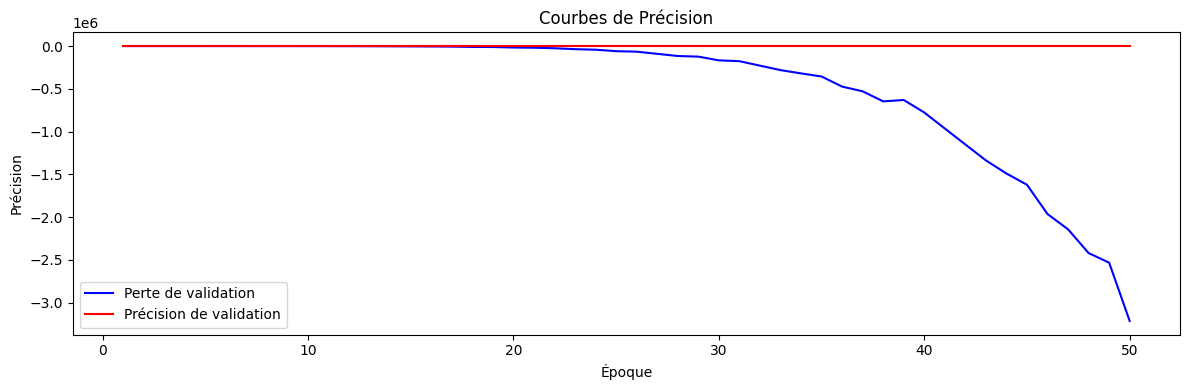 Courbes de Précision
1e6
0.0
−0.5
−1.0
−1.5
−2.0
−2.5
−3.0
Précision
Perte de validation
Précision de validation
0
10
20
30
40
50
Époque